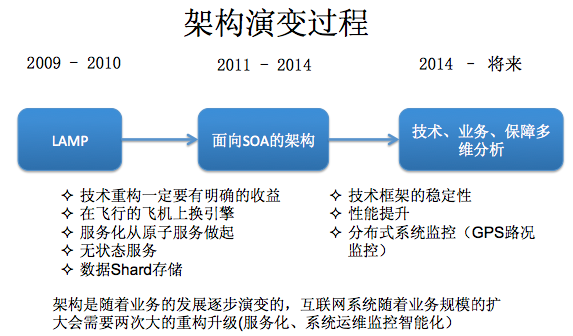 架构演变过程
2009 - 2010
2011 - 2014
2014 - 将来
LAMP
面向SOA的架构
技术、业务、保障多
维分析
✧ 技术重构一定要有明确的收益
✧ 在飞行的飞机上换引擎
✧ 服务化从原子服务做起
✧ 无状态服务
✧ 数据Shard存储
✧ 技术框架的稳定性
✧ 性能提升
✧ 分布式系统监控（GPS路况
监控）
架构是随着业务的发展逐步演变的，互联网系统随着业务规模的扩
大会需要两次大的重构升级(服务化、系统运维监控智能化）